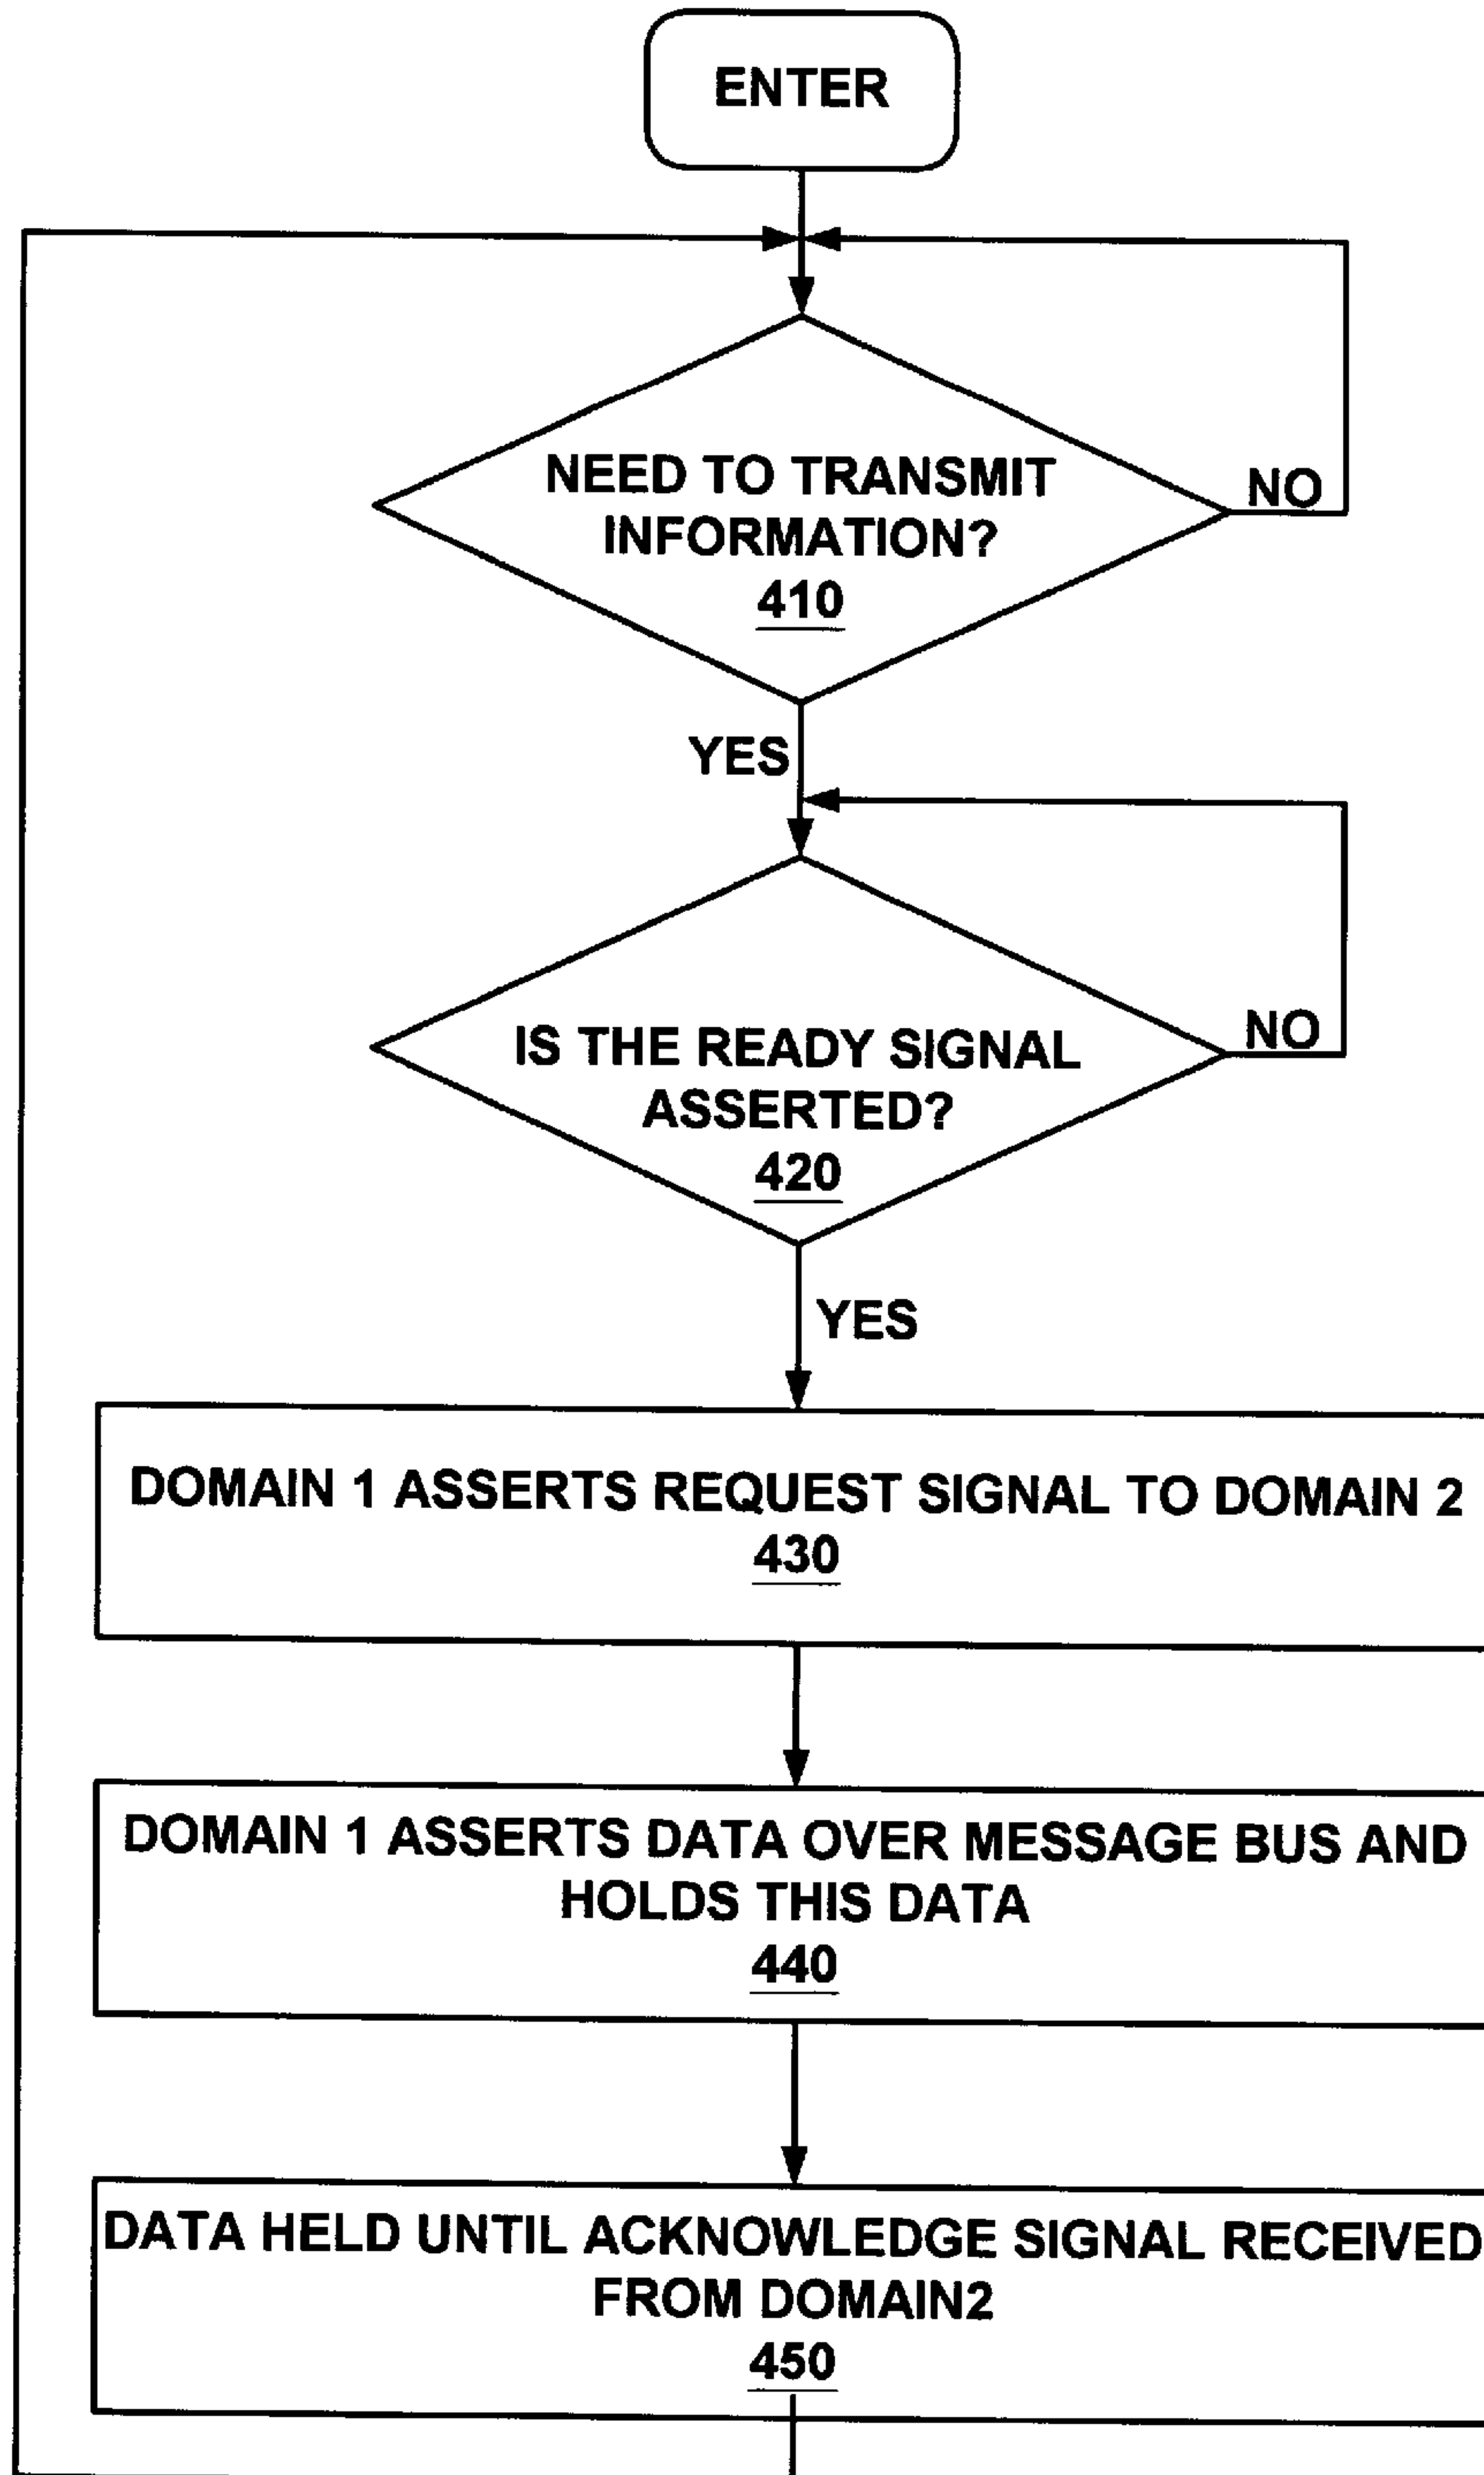 ENTER
NEED TO TRANSMIT
INFORMATION?
410
NO
YES
IS THE READY SIGNAL
ASSERTED?
420
NO
YES
DOMAIN 1 ASSERTS REQUEST SIGNAL TO DOMAIN 2
430
DOMAIN 1 ASSERTS DATA OVER MESSAGE BUS AND
HOLDS THIS DATA
440
DATA HELD UNTIL ACKNOWLEDGE SIGNAL RECEIVED
FROM DOMAIN2
450